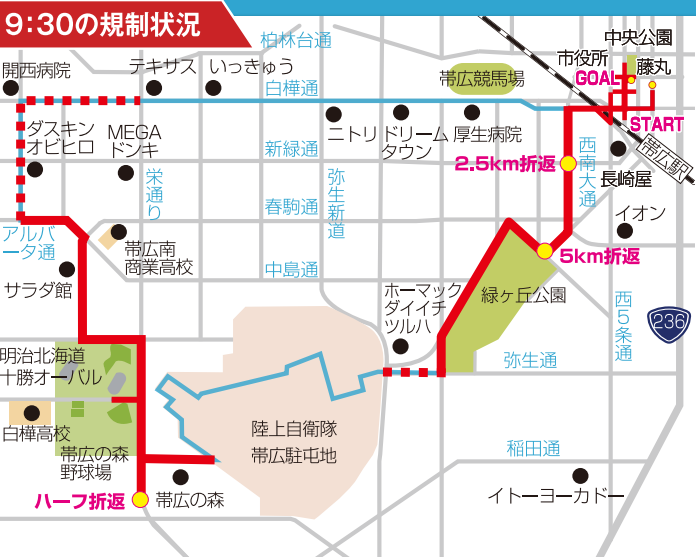 9:30の規制状況
柏林台通
中央公園
市役所
藤丸
GOAL
START
開西病院
テキサス
いっきゅう
白樺通
帯広競馬場
ダスキン
オビヒロ
MEGA
ドンキ
ニトリ
ドリーム
タウン
厚生病院
新緑通
2.5km折返
西南大通
長崎屋
帯広駅
栄通り
弥生新道
春駒通
イオン
アルバ
ータ通
帯広南
商業高校
中島通
5km折返
サラダ館
ホーマック
ダイイチ
ツルハ
緑ヶ丘公園
西5条通
236
明治北海道
十勝オーバル
弥生通
白樺高校
帯広の森
野球場
陸上自衛隊
帯広駐屯地
稲田通
ハーフ折返
帯広の森
イトーヨーカドー